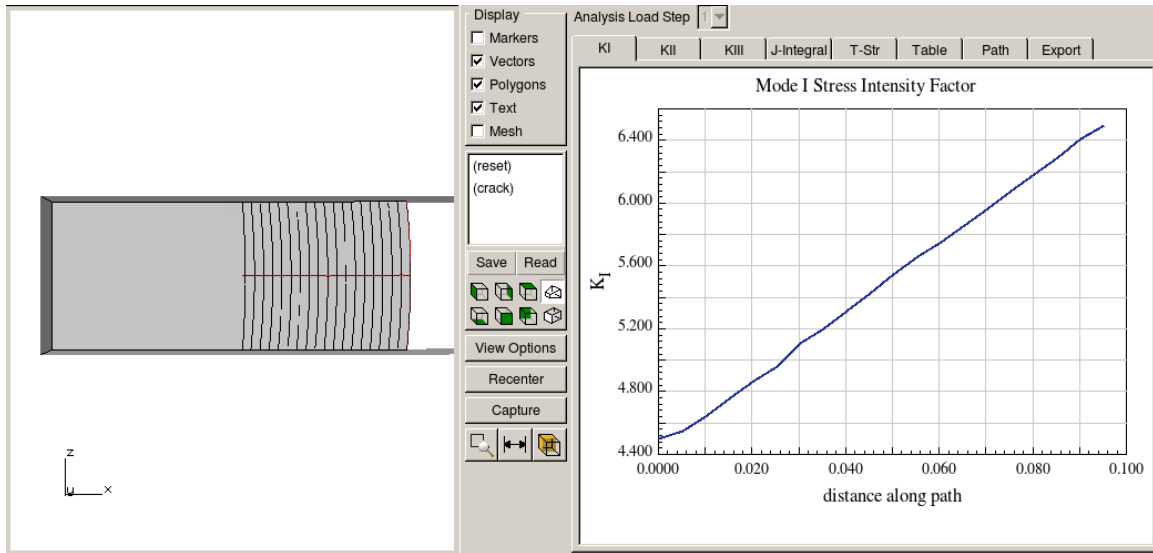 Display
Markers
Vectors
Polygons
Text
Mesh
(reset)
(crack)
Save Read
View Options
Recenter
Capture
z
y x
Analysis Load Step 1
KI KII KIII J-Integral T-Str Table Path Export
Mode I Stress Intensity Factor
6.400
6.000
5.600
5.200
4.800
4.400
K_I
0.0000 0.020 0.040 0.060 0.080 0.100
distance along path